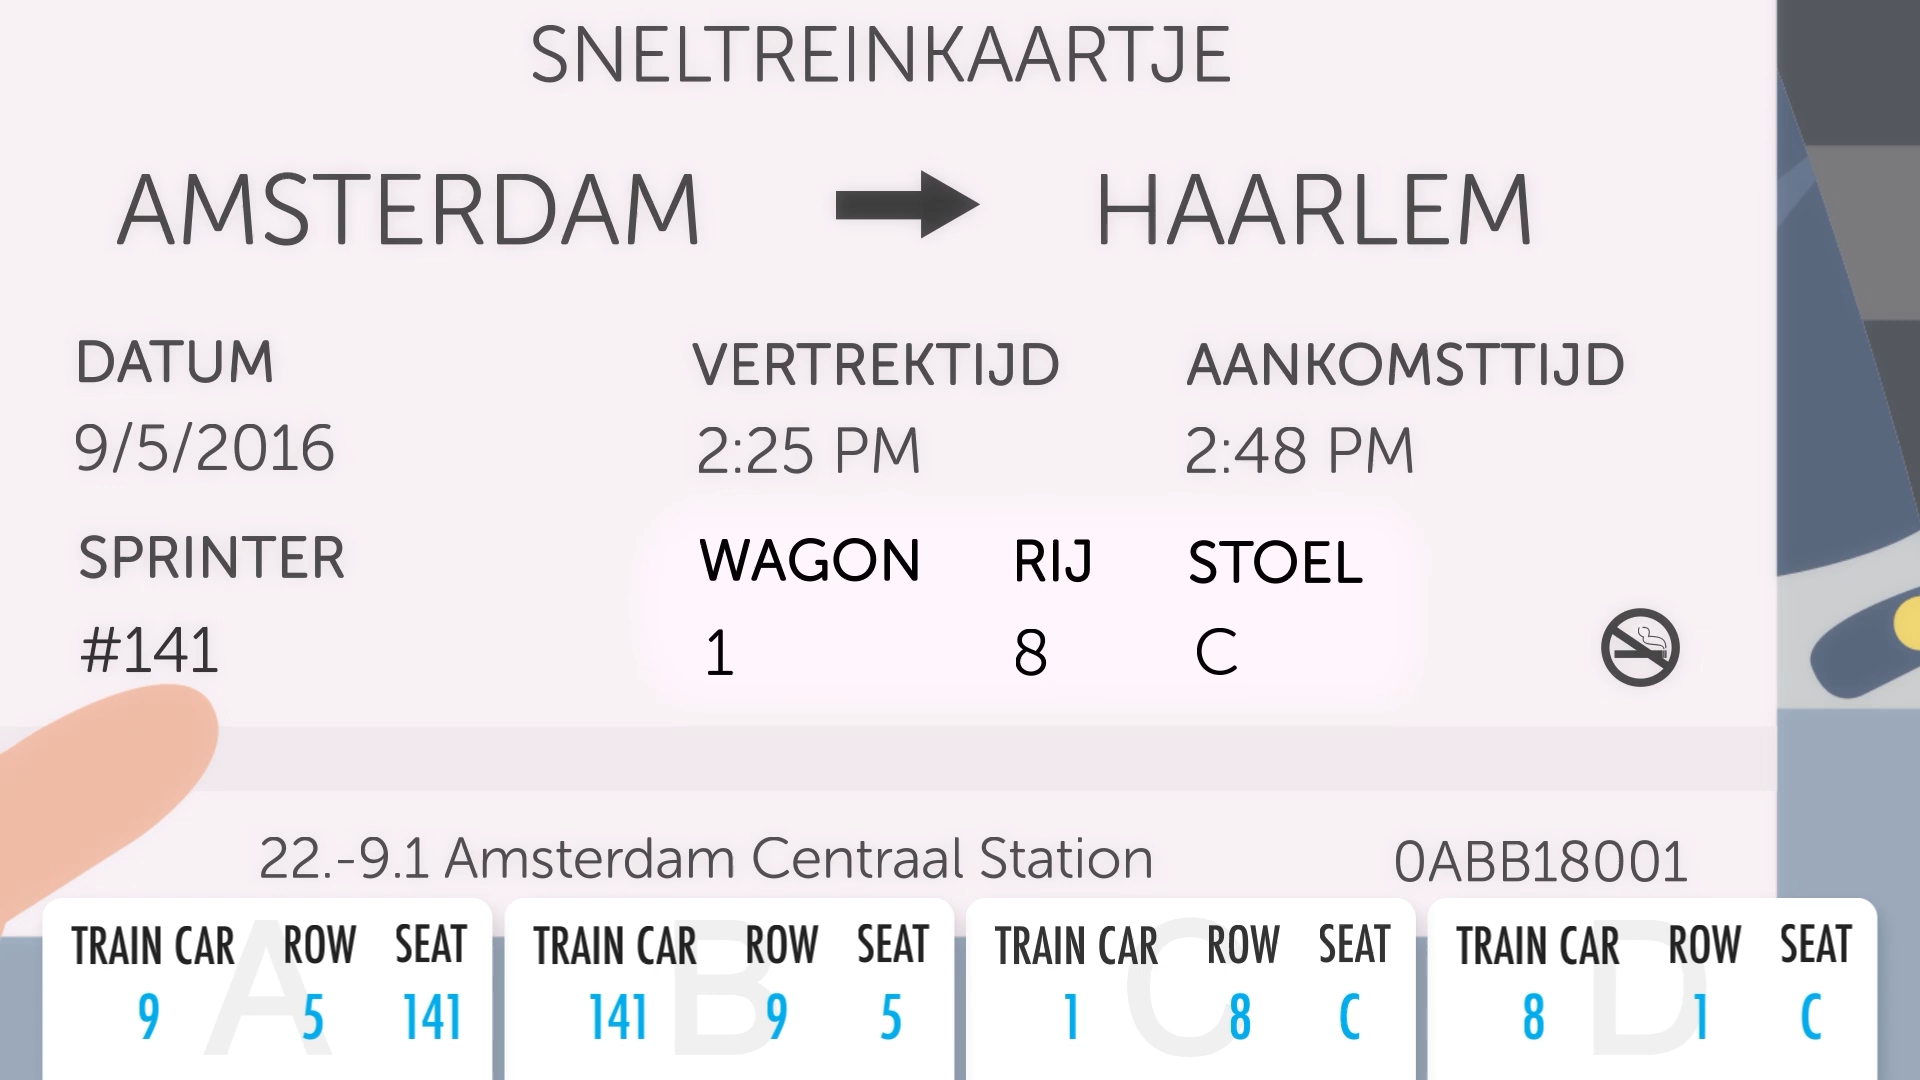 SNELTREINKAARTJE
AMSTERDAM HAARLEM
DATUM VERTREKTIJD AANKOMSTTIJD
9/5/2016 2:25 PM 2:48 PM
SPRINTER WAGON RIJ STOEL
#141 1 8 C
22.-9.1 Amsterdam Centraal Station 0ABB18001
A B C D
TRAIN CAR ROW SEAT TRAIN CAR ROW SEAT TRAIN CAR ROW SEAT TRAIN CAR ROW SEAT
9 5 141 141 9 5 1 8 C 8 1 C